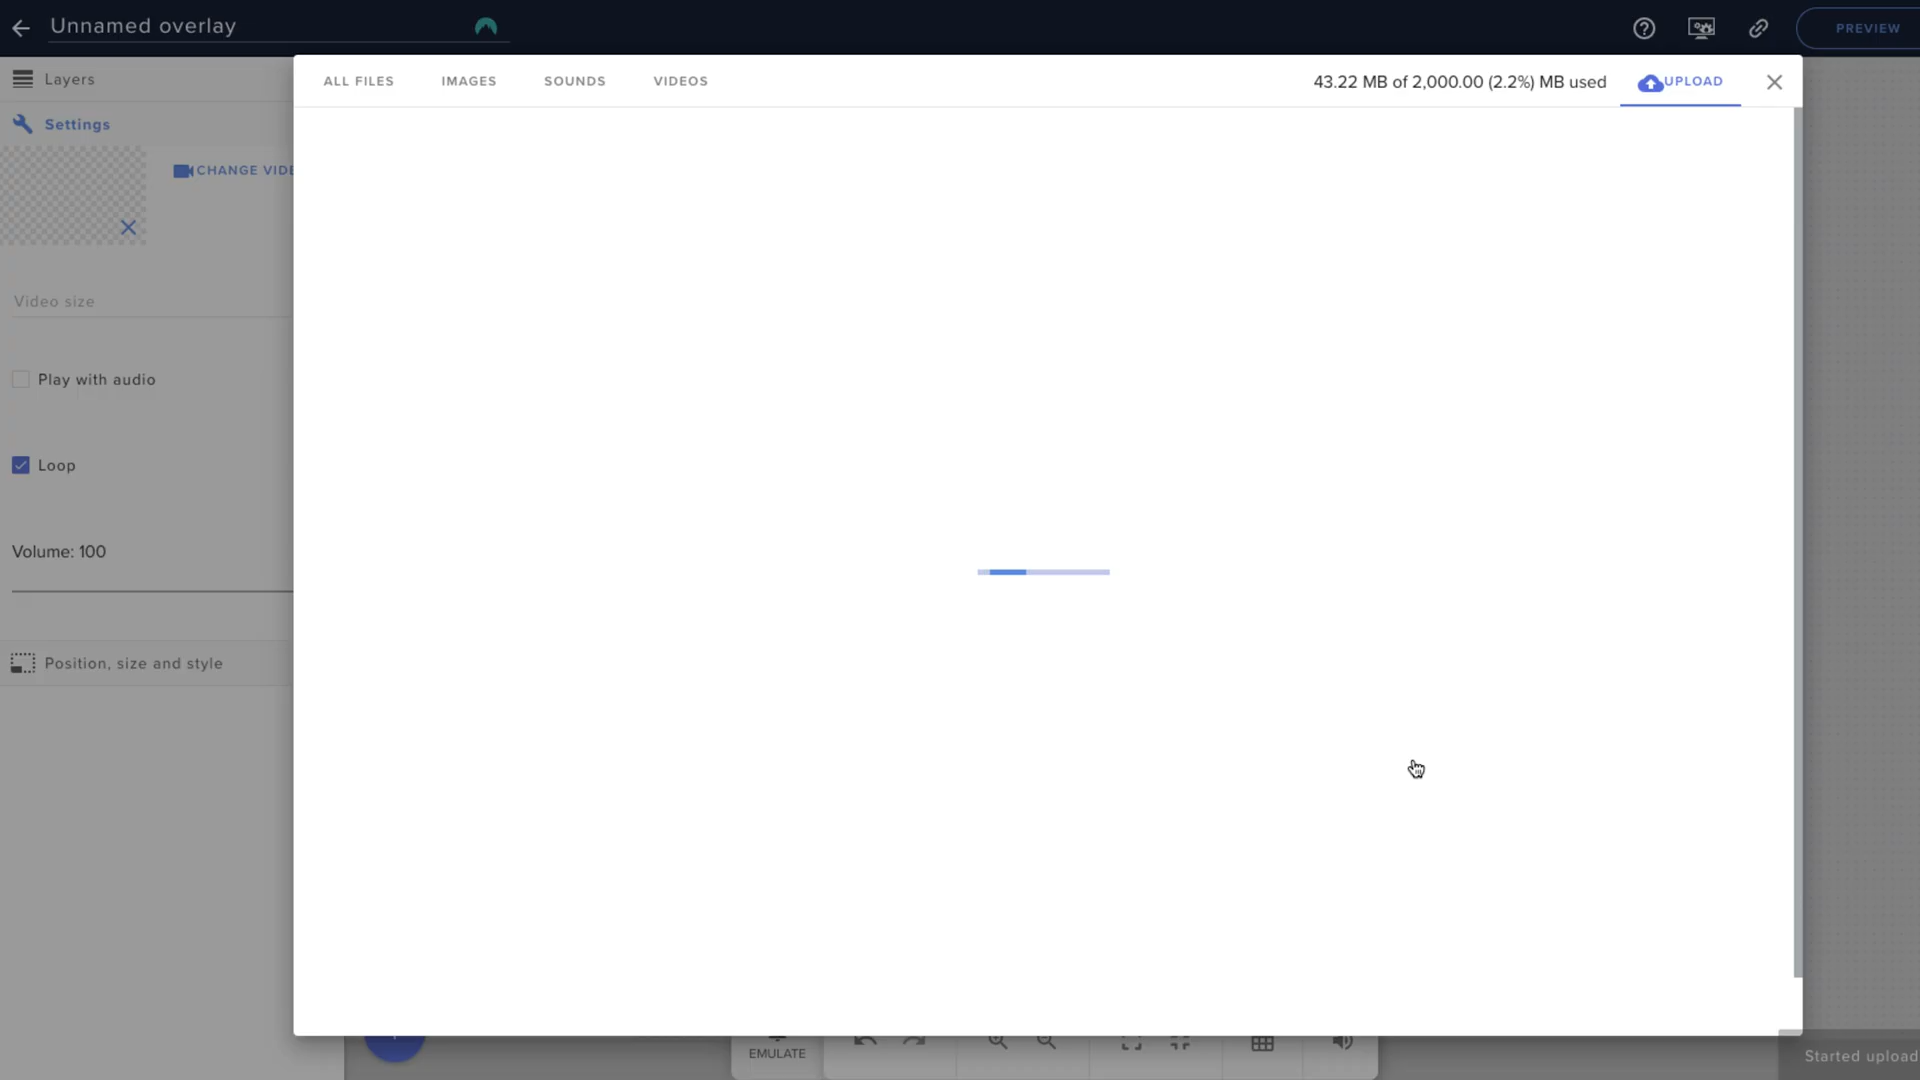 Unnamed overlay
PREVIEW
Layers
ALL FILES
IMAGES
SOUNDS
VIDEOS
43.22 MB of 2,000.00 (2.2%) MB used
UPLOAD
Settings
CHANGE VIDE
Video size
Play with audio
Loop
Volume: 100
Position, size and style
EMULATE
Started upload